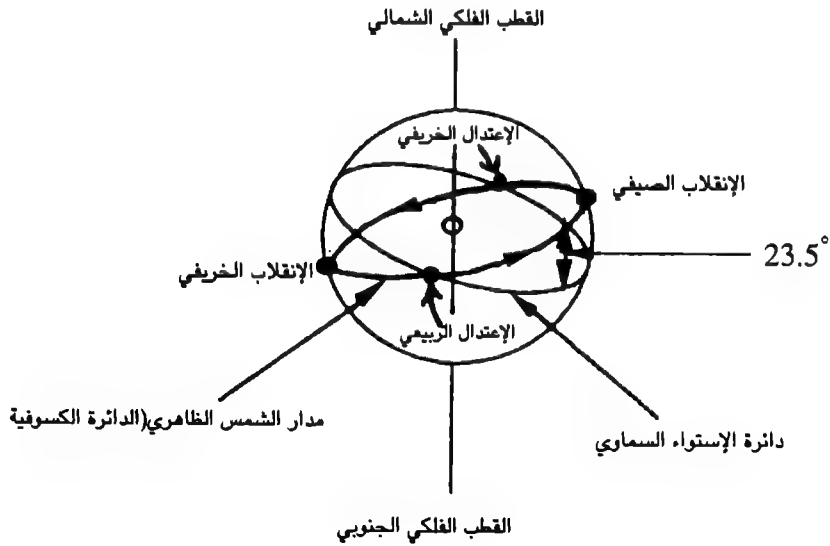 القطب الفلكي الشمالي
الإعتدال الخريفي
الإنقلاب الصيفي
23.5°
الإنقلاب الخريفي
الإعتدال الربيعي
مدار الشمس الظاهري(الدائرة الكسوفية
دائرة الإستواء السماوي
القطب الفلكي الجنوبي